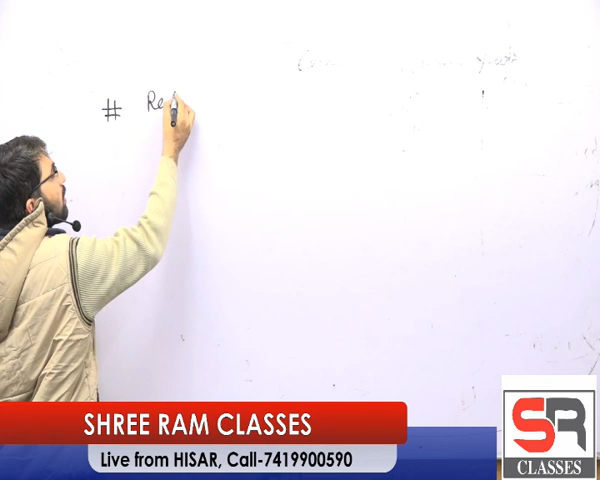 # Re
SHREE RAM CLASSES
Live from HISAR, Call-7419900590
SR
CLASSES